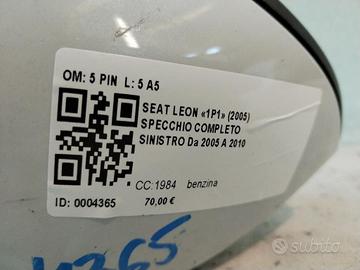 OM: 5 PIN L: 5 A5
SEAT LEON «1P1» (2005)
SPECCHIO COMPLETO
SINISTRO Da 2005 A 2010
CC:1984 benzina
ID: 0004365 70,00 €
4365
subito